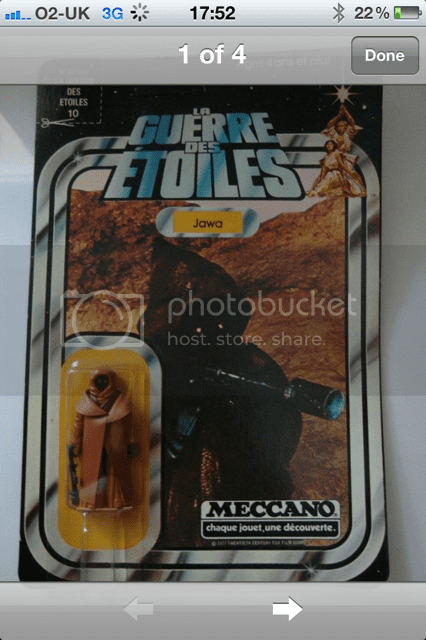 O2-UK 3G 17:52 22%
1 of 4
Done
DES
ETOILES
10
LA
GUERRE
DES
ETOILES
Jawa
photobucket
host. store. share.
MECCANO
chaque jouet, une découverte.